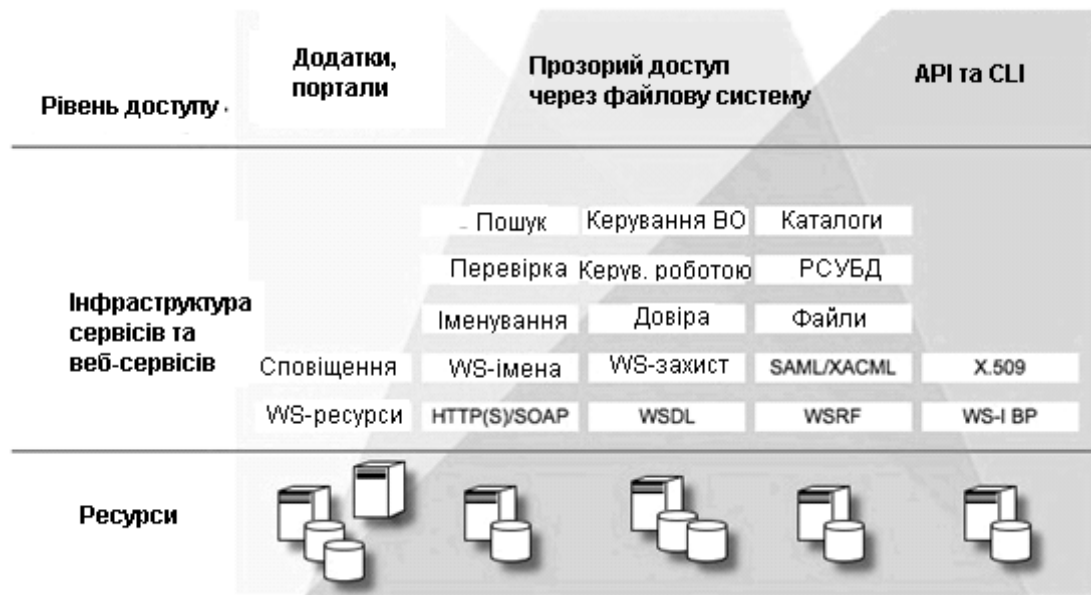 Додатки,
портали
Прозорий доступ
через файлову систему
API та CLI
Рівень доступу
Пошук Керування ВО Каталоги
Перевірка Керув. роботою РСУБД
Інфраструктура
сервісів та
веб-сервісів
Іменування Довіра Файли
Сповіщення WS-імена WS-захист SAML/XACML X.509
WS-ресурси HTTP(S)/SOAP WSDL WSRF WS-I BP
Ресурси